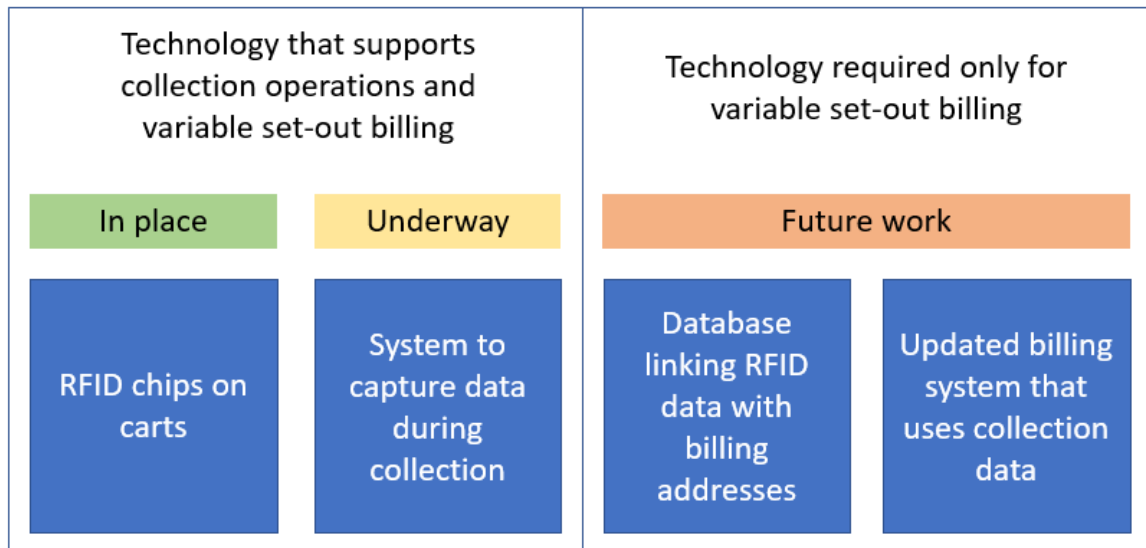 Technology that supports
collection operations and
variable set-out billing
Technology required only for
variable set-out billing
In place
Underway
Future work
RFID chips on
carts
System to
capture data
during
collection
Database
linking RFID
data with
billing
addresses
Updated billing
system that
uses collection
data